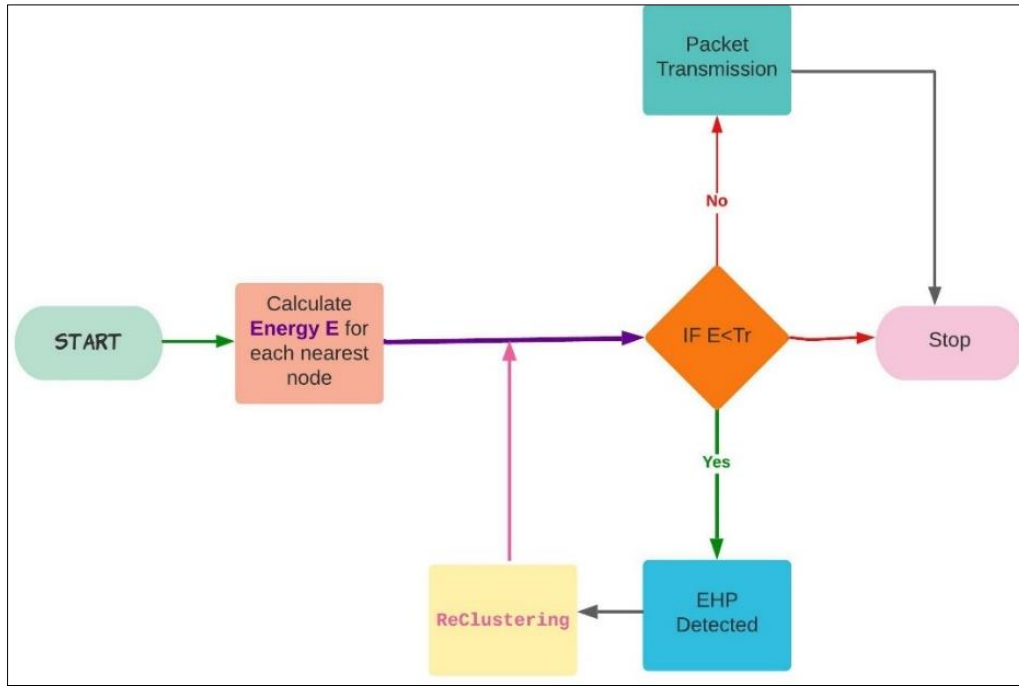 Packet
Transmission
No
START
Calculate
Energy E for
each nearest
node
IF E<Tr
Stop
Yes
ReClustering
EHP
Detected